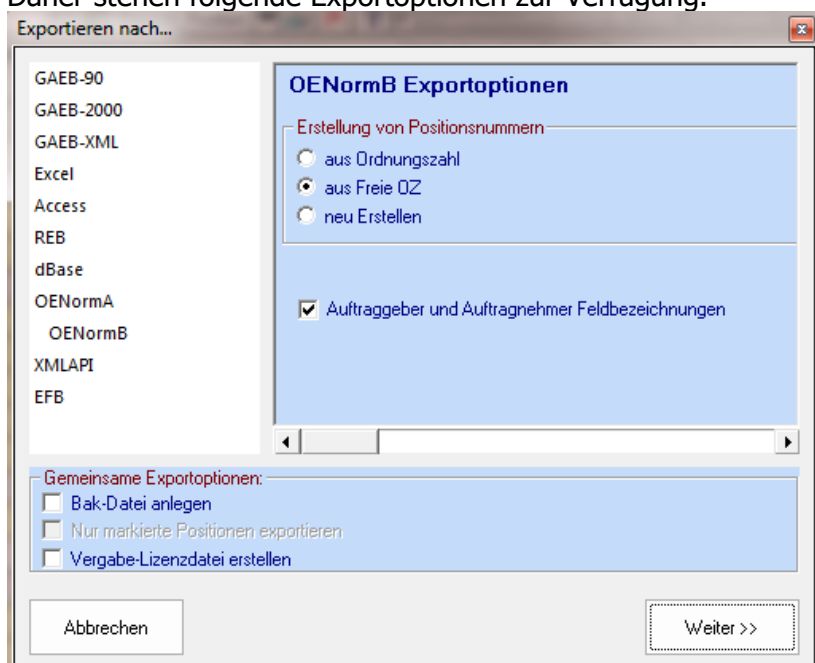 Daher stehen folgende Exportoptionen zur Verfügung:
Exportieren nach...
GAEB-90
GAEB-2000
GAEB-XML
Excel
Access
REB
dBase
OENormA
OENormB
XMLAPI
EFB
OENormB Exportoptionen
Erstellung von Positionsnummern
aus Ordnungszahl
aus Freie OZ
neu Erstellen
Auftraggeber und Auftragnehmer Feldbezeichnungen
Gemeinsame Exportoptionen:
Bak-Datei anlegen
Nur markierte Positionen exportieren
Vergabe-Lizenzdatei erstellen
Abbrechen
Weiter >>